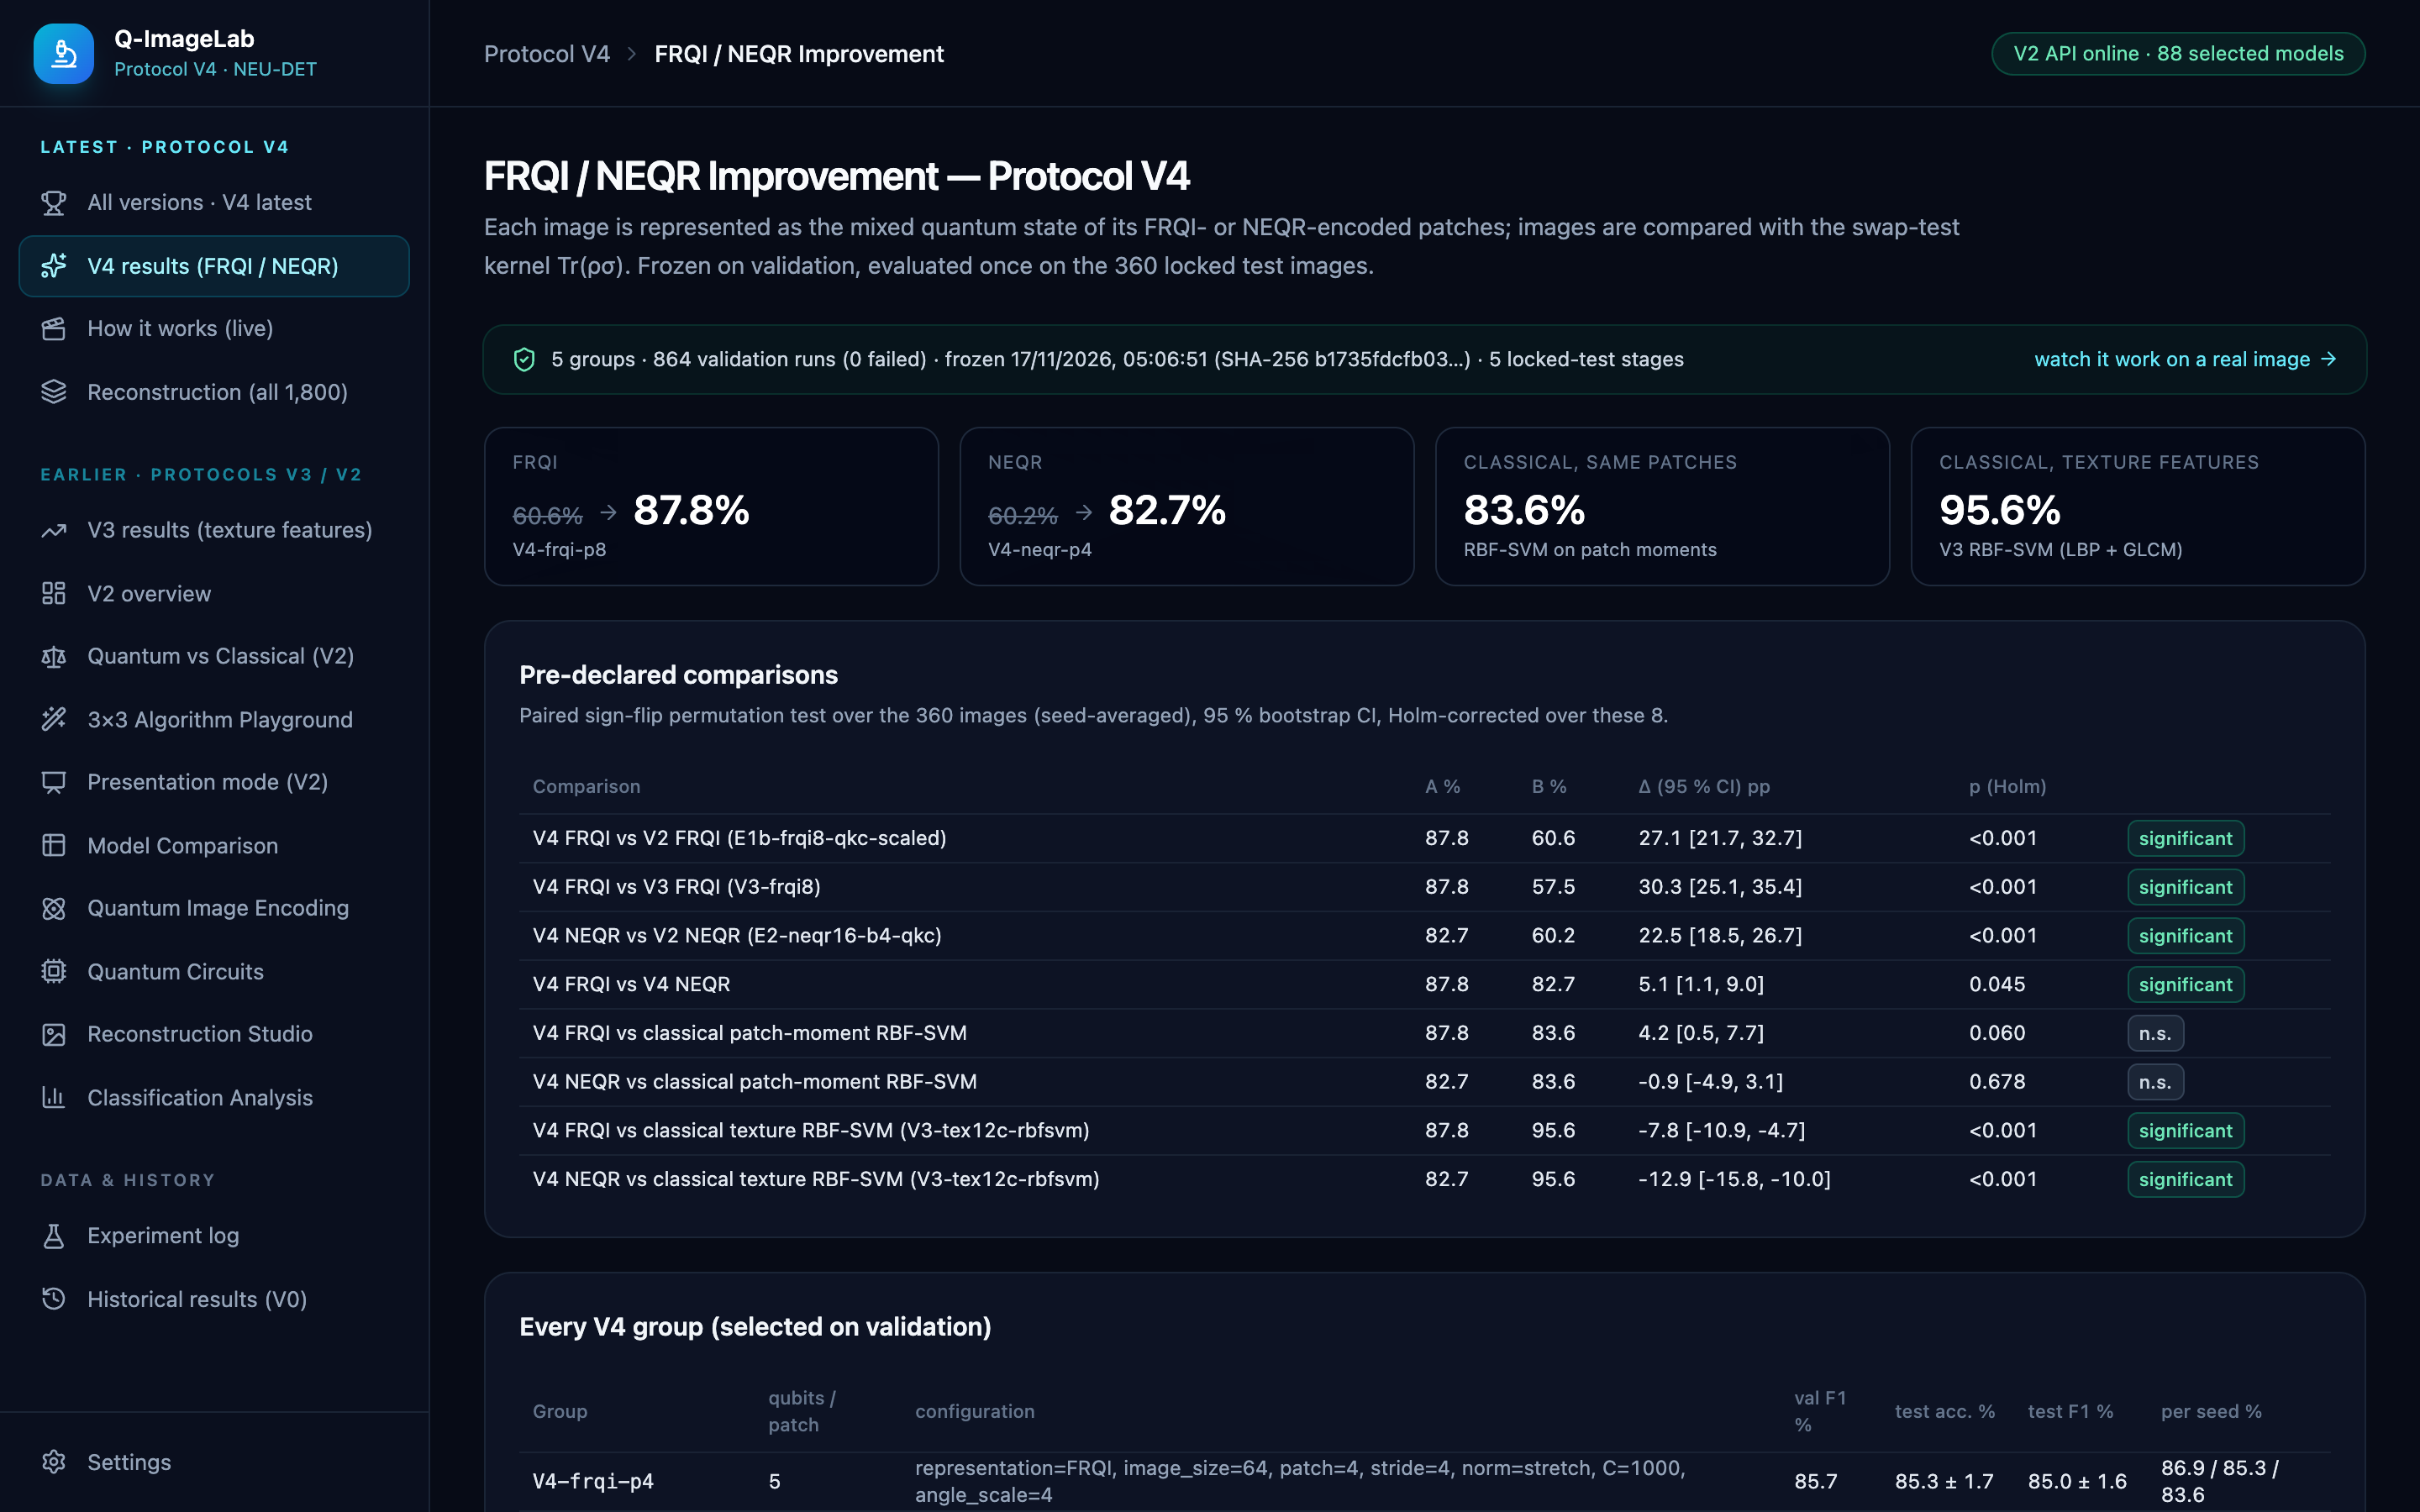 Q-ImageLab
Protocol V4 · NEU-DET
LATEST · PROTOCOL V4
All versions · V4 latest
V4 results (FRQI / NEQR)
How it works (live)
Reconstruction (all 1,800)
EARLIER · PROTOCOLS V3 / V2
V3 results (texture features)
V2 overview
Quantum vs Classical (V2)
3×3 Algorithm Playground
Presentation mode (V2)
Model Comparison
Quantum Image Encoding
Quantum Circuits
Reconstruction Studio
Classification Analysis
DATA & HISTORY
Experiment log
Historical results (V0)
Settings
Protocol V4 > FRQI / NEQR Improvement
V2 API online · 88 selected models
FRQI / NEQR Improvement — Protocol V4
Each image is represented as the mixed quantum state of its FRQI- or NEQR-encoded patches; images are compared with the swap-test
kernel Tr(ρσ). Frozen on validation, evaluated once on the 360 locked test images.
5 groups · 864 validation runs (0 failed) · frozen 17/11/2026, 05:06:51 (SHA-256 b1735fdcfb03…) · 5 locked-test stages
watch it work on a real image →
FRQI
60.6% → 87.8%
V4-frqi-p8
NEQR
60.2% → 82.7%
V4-neqr-p4
CLASSICAL, SAME PATCHES
83.6%
RBF-SVM on patch moments
CLASSICAL, TEXTURE FEATURES
95.6%
V3 RBF-SVM (LBP + GLCM)
Pre-declared comparisons
Paired sign-flip permutation test over the 360 images (seed-averaged), 95 % bootstrap CI, Holm-corrected over these 8.
Comparison A % B % Δ (95 % CI) pp p (Holm)
V4 FRQI vs V2 FRQI (E1b-frqi8-qkc-scaled) 87.8 60.6 27.1 [21.7, 32.7] <0.001 significant
V4 FRQI vs V3 FRQI (V3-frqi8) 87.8 57.5 30.3 [25.1, 35.4] <0.001 significant
V4 NEQR vs V2 NEQR (E2-neqr16-b4-qkc) 82.7 60.2 22.5 [18.5, 26.7] <0.001 significant
V4 FRQI vs V4 NEQR 87.8 82.7 5.1 [1.1, 9.0] 0.045 significant
V4 FRQI vs classical patch-moment RBF-SVM 87.8 83.6 4.2 [0.5, 7.7] 0.060 n.s.
V4 NEQR vs classical patch-moment RBF-SVM 82.7 83.6 -0.9 [-4.9, 3.1] 0.678 n.s.
V4 FRQI vs classical texture RBF-SVM (V3-tex12c-rbfsvm) 87.8 95.6 -7.8 [-10.9, -4.7] <0.001 significant
V4 NEQR vs classical texture RBF-SVM (V3-tex12c-rbfsvm) 82.7 95.6 -12.9 [-15.8, -10.0] <0.001 significant
Every V4 group (selected on validation)
Group qubits / patch configuration val F1 % test acc. % test F1 % per seed %
V4-frqi-p4 5 representation=FRQI, image_size=64, patch=4, stride=4, norm=stretch, C=1000, 85.7 85.3 ± 1.7 85.0 ± 1.6 86.9 / 85.3 /
angle_scale=4 83.6